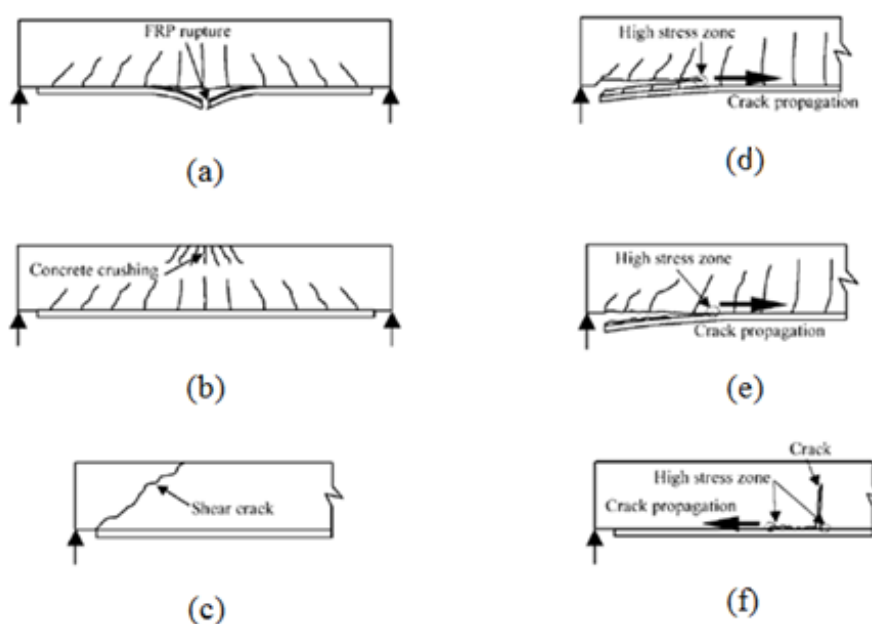 FRP rupture
(a)
High stress zone
Crack propagation
(d)
Concrete crushing
(b)
High stress zone
Crack propagation
(e)
Shear crack
(c)
Crack
High stress zone
Crack propagation
(f)